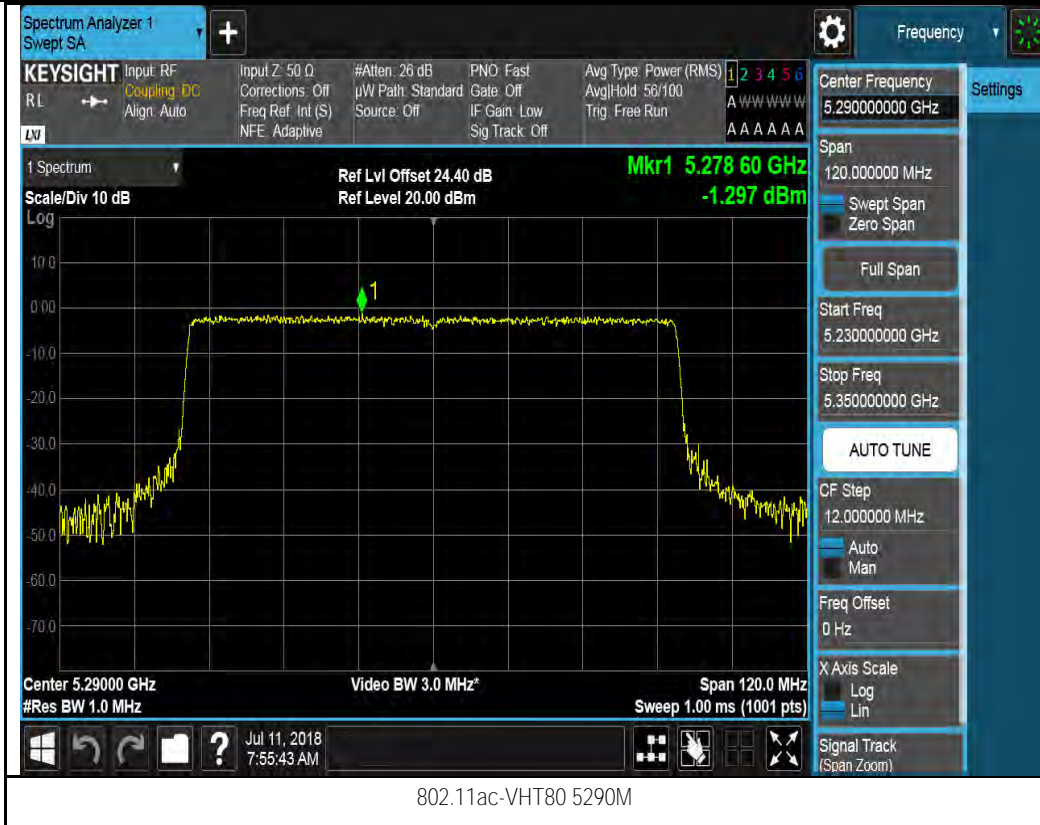 Spectrum Analyzer 1
Swept SA
+
Frequency
KEYSIGHT
RL
LXI
Input: RF
Coupling: DC
Align: Auto
Input Z: 50 Ω
Corrections: Off
Freq Ref: Int (S)
NFE: Adaptive
#Atten: 26 dB
µW Path: Standard
Source: Off
PNO: Fast
Gate: Off
IF Gain: Low
Sig Track: Off
Avg Type: Power (RMS)
Avg|Hold: 56/100
Trig: Free Run
1 2 3 4 5 6
A W W W W W
A A A A A A
1 Spectrum
Scale/Div 10 dB
Ref Lvl Offset 24.40 dB
Ref Level 20.00 dBm
Mkr1 5.278 60 GHz
-1.297 dBm
Log
10.0
0.00
-10.0
-20.0
-30.0
-40.0
-50.0
-60.0
-70.0
1
Center 5.29000 GHz
#Res BW 1.0 MHz
Video BW 3.0 MHz*
Span 120.0 MHz
Sweep 1.00 ms (1001 pts)
?
Jul 11, 2018
7:55:43 AM
Center Frequency
5.290000000 GHz
Settings
Span
120.000000 MHz
Swept Span
Zero Span
Full Span
Start Freq
5.230000000 GHz
Stop Freq
5.350000000 GHz
AUTO TUNE
CF Step
12.000000 MHz
Auto
Man
Freq Offset
0 Hz
X Axis Scale
Log
Lin
Signal Track
(Span Zoom)
802.11ac-VHT80 5290M